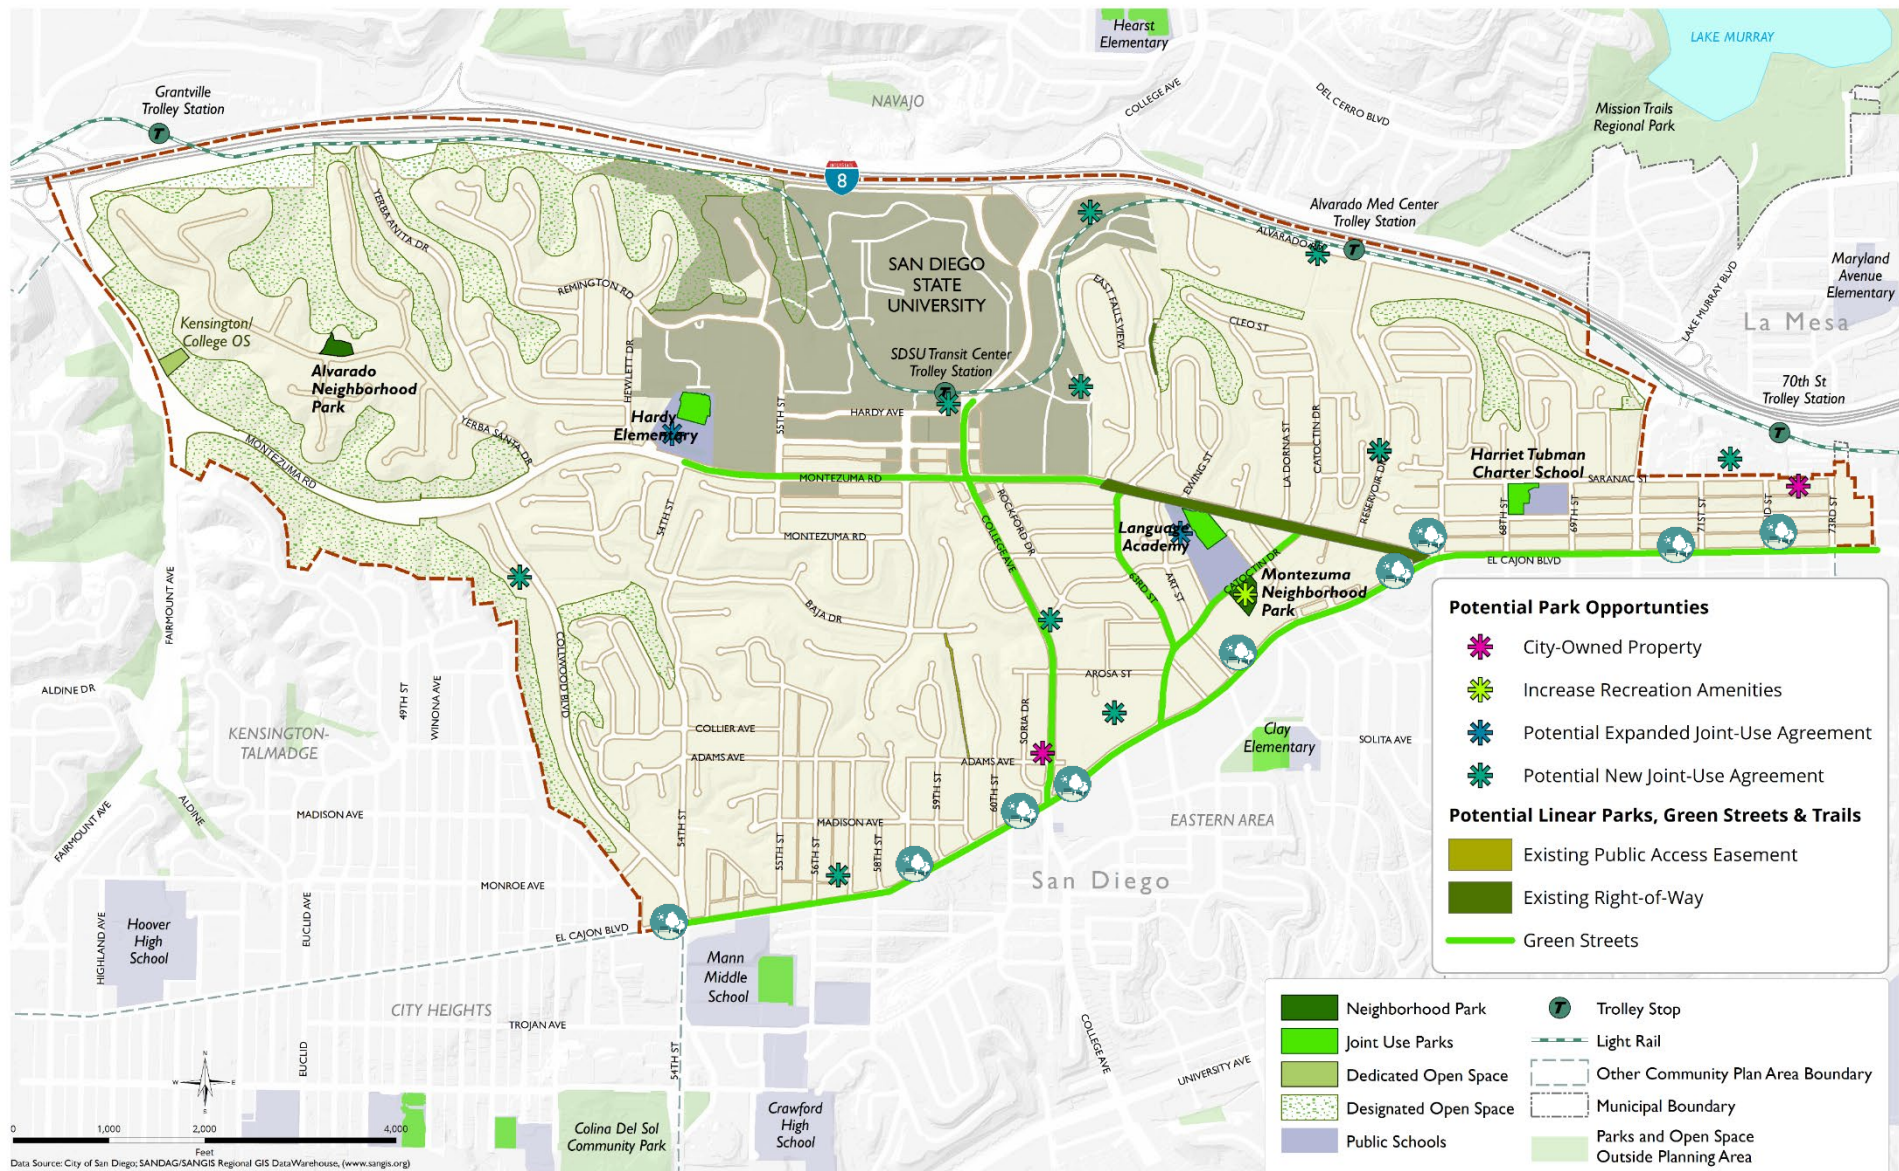 Hearst
Elementary
LAKE MURRAY
Grantville
Trolley Station
NAVAJO
COLLEGE AVE
DEL CERRO BLVD
Mission Trails
Regional Park
INTERSTATE
8
Alvarado Med Center
Trolley Station
ALVARADO RD
YERBA ANITA DR
SAN DIEGO
STATE
UNIVERSITY
Maryland
Avenue
Elementary
LAKE MURRAY BLVD
La Mesa
REMINGTON RD
EAST FALLS VIEW
CLEO ST
Kensington/
College OS
Alvarado
Neighborhood
Park
HEWLETT DR
SDSU Transit Center
Trolley Station
70th St
Trolley Station
55TH ST
HARDY AVE
Hardy
Elementary
YERBA SANTA DR
MONTEZUMA RD
LA DORNA ST
CATOCTIN DR
RESERVOIR DR
EWING ST
Harriet Tubman
Charter School
SARANAC ST
MONTEZUMA RD
ROCKFORD DR
COLLEGE AVE
54TH ST
68TH ST
69TH ST
71ST ST
73RD ST
MONTEZUMA RD
Language
Academy
EL CAJON BLVD
63RD ST
ART ST
CATOCTIN DR
Montezuma
Neighborhood
Park
FAIRMOUNT AVE
BAJA DR
COLLWOOD BLVD
AROSA ST
ALDINE DR
49TH ST
WINONA AVE
SORIA DR
KENSINGTON-
TALMADGE
COLLIER AVE
ADAMS AVE
ADAMS AVE
Clay
Elementary
SOLITA AVE
59TH ST
60TH ST
ALDINE
FAIRMOUNT AVE
MADISON AVE
MADISON AVE
54TH ST
55TH ST
56TH ST
58TH ST
EASTERN AREA
San Diego
MONROE AVE
HIGHLAND AVE
Hoover
High
School
EUCLID AVE
EL CAJON BLVD
Mann
Middle
School
CITY HEIGHTS
TROJAN AVE
EUCLID
54TH ST
COLLEGE AVE
UNIVERSITY AVE
Colina Del Sol
Community Park
Crawford
High
School
N
W
E
S
0
1,000
2,000
4,000
Feet
Data Source: City of San Diego; SANDAG/SANGIS Regional GIS DataWarehouse, (www.sangis.org)
Potential Park Opportunties
City-Owned Property
Increase Recreation Amenities
Potential Expanded Joint-Use Agreement
Potential New Joint-Use Agreement
Potential Linear Parks, Green Streets & Trails
Existing Public Access Easement
Existing Right-of-Way
Green Streets
Neighborhood Park
Joint Use Parks
Dedicated Open Space
Designated Open Space
Public Schools
T
Trolley Stop
Light Rail
Other Community Plan Area Boundary
Municipal Boundary
Parks and Open Space
Outside Planning Area